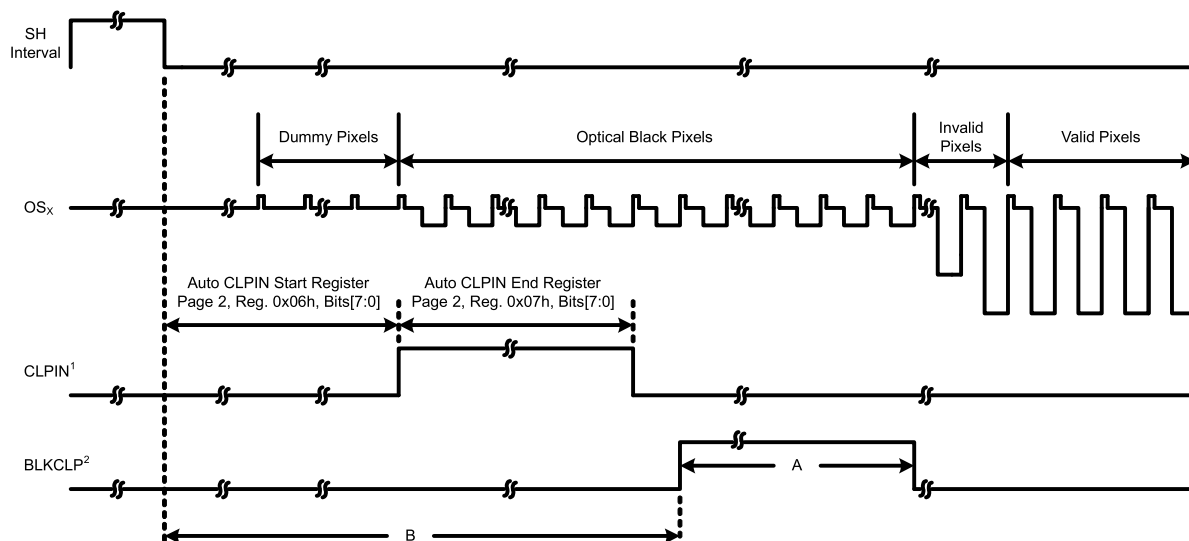 SH
Interval
Dummy Pixels
Optical Black Pixels
Invalid
Pixels
Valid Pixels
OSX
Auto CLPIN Start Register
Page 2, Reg. 0x06h, Bits[7:0]
Auto CLPIN End Register
Page 2, Reg. 0x07h, Bits[7:0]
CLPIN1
BLKCLP2
A
B